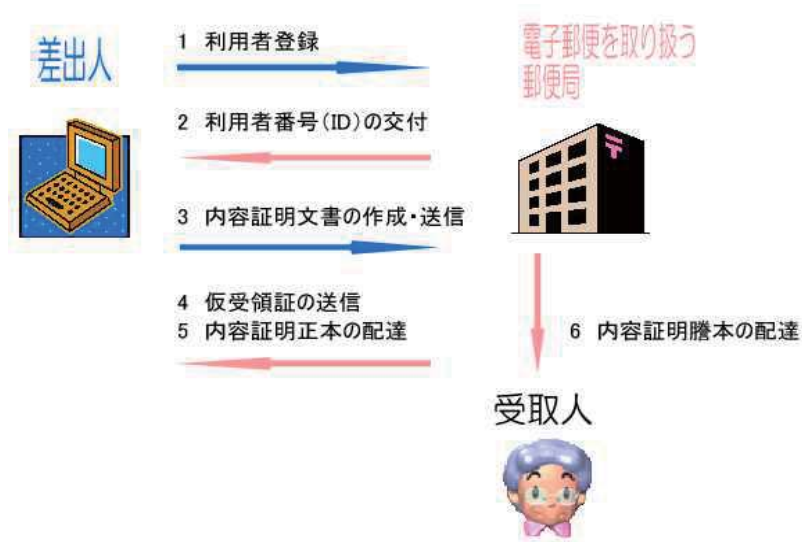 差出人
1 利用者登録
電子郵便を取り扱う
郵便局
2 利用者番号(ID)の交付
〒
3 内容証明文書の作成・送信
4 仮受領証の送信
5 内容証明正本の配達
6 内容証明謄本の配達
受取人